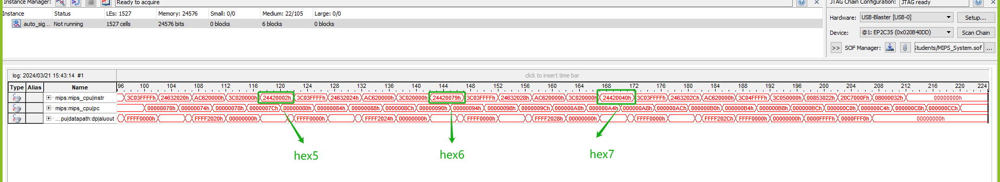 Instance Manager: Ready to acquire
JTAG Chain Configuration: JTAG ready
Instance Status LEs: 1527 Memory: 24576 Small: 0/0 Medium: 22/105 Large: 0/0
auto_sig... Not running 1527 cells 24576 bits 0 blocks 6 blocks 0 blocks
Hardware: USB-Blaster [USB-0] Setup...
Device: @1: EP2C35 (0x020B40DD) Scan Chain
>> SOF Manager: Students/MIPS_System.sof ...
log: 2024/03/21 15:43:14 #1 click to insert time bar
Type Alias Name 96 100 104 108 112 116 120 124 128 132 136 140 144 148 152 156 160 164 168 172 176 180 184 188 192 196 200 204 208 212 216 220 224
mips:mips_cpu|instr 3C03FFFFh 24632020h AC620000h 3C020000h 24420002h 3C03FFFFh 24632024h AC620000h 3C020000h 24420079h 3C03FFFFh 24632028h AC620000h 3C020000h 24420040h 3C03FFFFh 2463202Ch AC620000h 3C04FFFFh 3C050000h 00853022h 20C7000Fh 08000032h 00000000h
mips:mips_cpu|pc 00000070h 00000074h 00000078h 0000007Ch 00000080h 00000084h 00000088h 0000008Ch 00000090h 00000094h 00000098h 0000009Ch 000000A0h 000000A4h 000000A8h 000000ACh 000000B0h 000000B4h 000000B8h 000000BCh 000000C0h 000000C4h 000000C8h 000000CCh
...pu|datapath:dp|aluout FFFF0000h FFFF2020h 00000000h FFFF0000h FFFF2024h 00000000h FFFF0000h FFFF2028h 00000000h FFFF0000h FFFF202Ch FFFF0000h 00000000h 0000FFFFh 0000FFF0h 00000000h
hex5 hex6 hex7